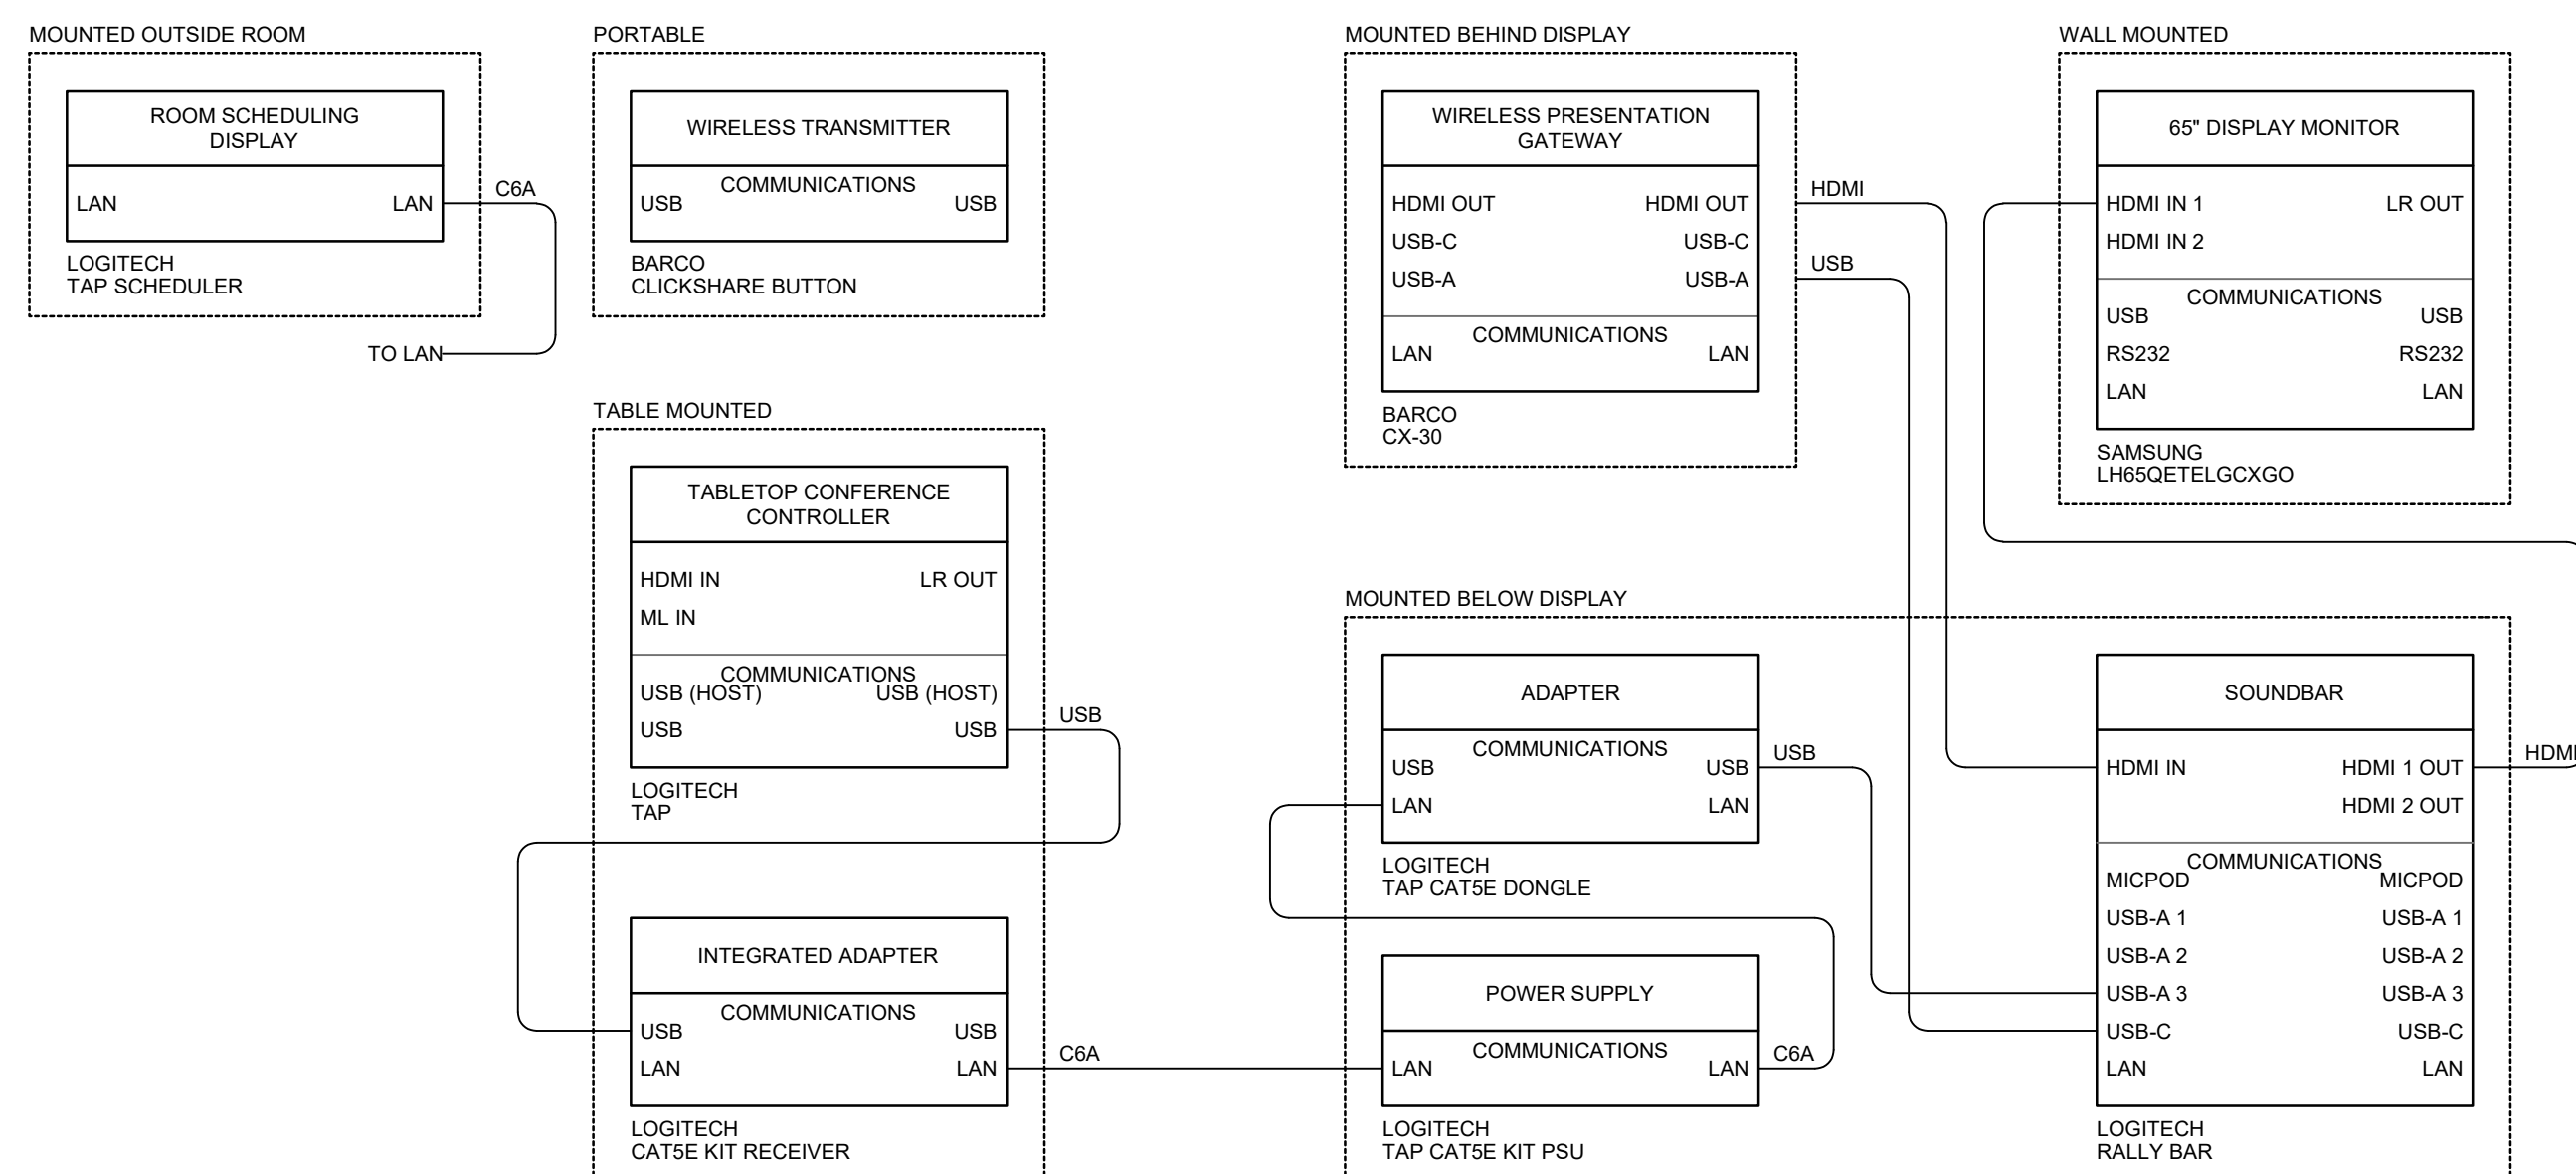 MOUNTED OUTSIDE ROOM
ROOM SCHEDULING
DISPLAY
LAN LAN
C6A
LOGITECH
TAP SCHEDULER
TO LAN
PORTABLE
WIRELESS TRANSMITTER
COMMUNICATIONS
USB USB
BARCO
CLICKSHARE BUTTON
MOUNTED BEHIND DISPLAY
WIRELESS PRESENTATION
GATEWAY
HDMI OUT HDMI OUT
USB-C USB-C
USB-A USB-A
COMMUNICATIONS
LAN LAN
HDMI
USB
BARCO
CX-30
WALL MOUNTED
65" DISPLAY MONITOR
HDMI IN 1 LR OUT
HDMI IN 2
COMMUNICATIONS
USB USB
RS232 RS232
LAN LAN
SAMSUNG
LH65QETELGCXGO
TABLE MOUNTED
TABLETOP CONFERENCE
CONTROLLER
HDMI IN LR OUT
ML IN
COMMUNICATIONS
USB (HOST) USB (HOST)
USB USB
USB
LOGITECH
TAP
INTEGRATED ADAPTER
COMMUNICATIONS
USB USB
LAN LAN
C6A
LOGITECH
CAT5E KIT RECEIVER
MOUNTED BELOW DISPLAY
ADAPTER
COMMUNICATIONS
USB USB
LAN LAN
USB
LOGITECH
TAP CAT5E DONGLE
POWER SUPPLY
COMMUNICATIONS
LAN LAN
C6A
LOGITECH
TAP CAT5E KIT PSU
SOUNDBAR
HDMI IN HDMI 1 OUT
HDMI 2 OUT
HDMI
COMMUNICATIONS
MICPOD MICPOD
USB-A 1 USB-A 1
USB-A 2 USB-A 2
USB-A 3 USB-A 3
USB-C USB-C
LAN LAN
LOGITECH
RALLY BAR